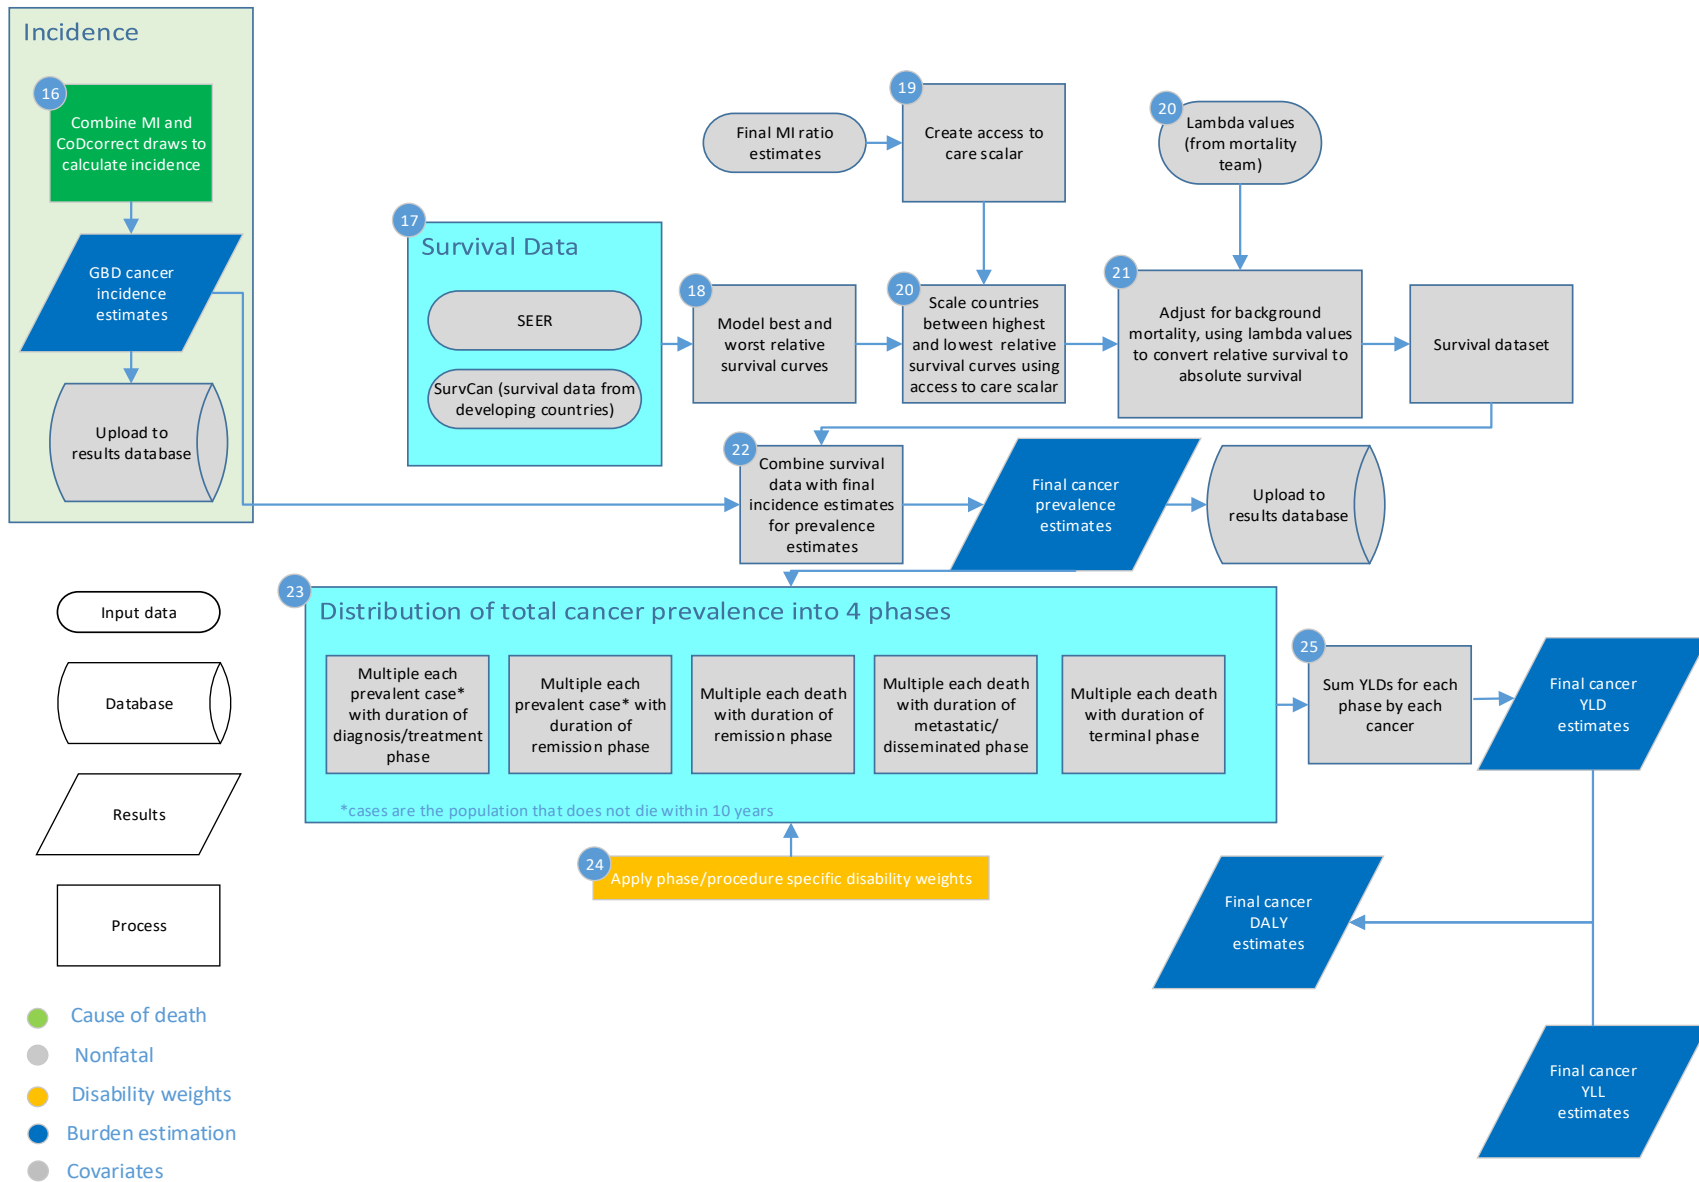 Incidence
16
Combine MI and
CoDcorrect draws to
calculate incidence
GBD cancer
incidence
estimates
Upload to
results database
17
Survival Data
SEER
SurvCan (survival data from
developing countries)
Final MI ratio
estimates
19
Create access to
care scalar
20
Lambda values
(from mortality
team)
18
Model best and
worst relative
survival curves
20
Scale countries
between highest
and lowest relative
survival curves using
access to care scalar
21
Adjust for background
mortality, using lambda values
to convert relative survival to
absolute survival
Survival dataset
22
Combine survival
data with final
incidence estimates
for prevalence
estimates
Final cancer
prevalence
estimates
Upload to
results database
23
Distribution of total cancer prevalence into 4 phases
Multiple each
prevalent case*
with duration of
diagnosis/treatment
phase
Multiple each
prevalent case* with
duration of
remission phase
Multiple each death
with duration of
remission phase
Multiple each death
with duration of
metastatic/
disseminated phase
Multiple each death
with duration of
terminal phase
*cases are the population that does not die within 10 years
24
Apply phase/procedure specific disability weights
25
Sum YLDs for each
phase by each
cancer
Final cancer
YLD
estimates
Final cancer
DALY
estimates
Final cancer
YLL
estimates
Input data
Database
Results
Process
Cause of death
Nonfatal
Disability weights
Burden estimation
Covariates